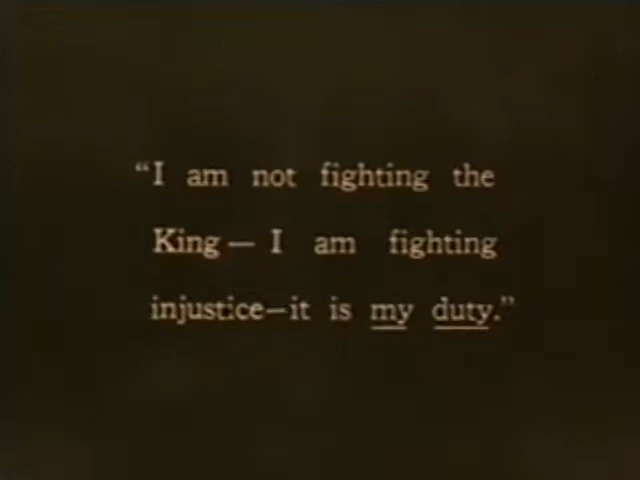 “I am not fighting the
King — I am fighting
injustice—it is my duty.”